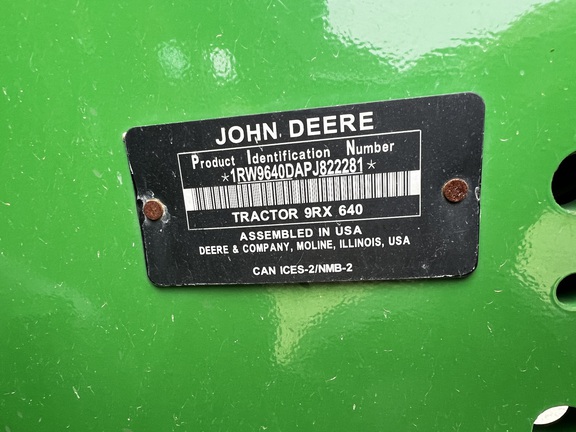 JOHN DEERE
Product Identification Number
*1RW9640DAPJ822281*
TRACTOR 9RX 640
ASSEMBLED IN USA
DEERE & COMPANY, MOLINE, ILLINOIS, USA
CAN ICES-2/NMB-2